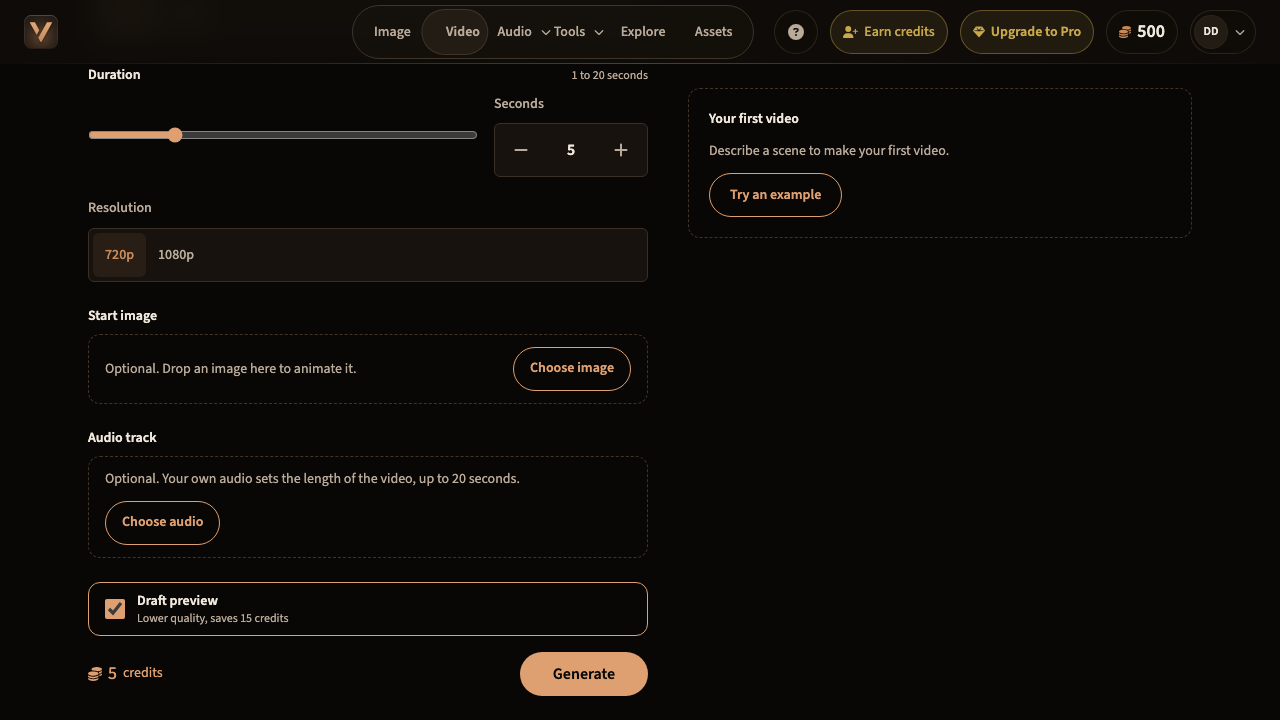 Image
Video
Audio
Tools
Explore
Assets
?
Earn credits
Upgrade to Pro
500
DD
Duration
1 to 20 seconds
Seconds
5
Resolution
720p
1080p
Start image
Optional. Drop an image here to animate it.
Choose image
Audio track
Optional. Your own audio sets the length of the video, up to 20 seconds.
Choose audio
Draft preview
Lower quality, saves 15 credits
5 credits
Generate
Your first video
Describe a scene to make your first video.
Try an example